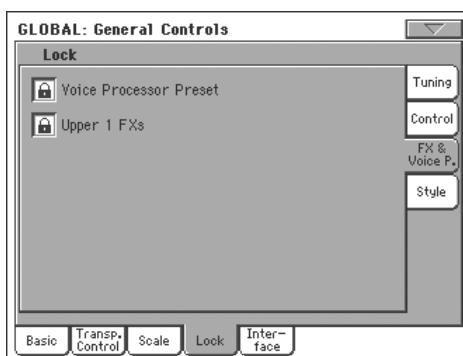 GLOBAL: General Controls
Lock
Voice Processor Preset
Upper 1 FXs
Tuning
Control
FX &
Voice P.
Style
Basic
Transp.
Control
Scale
Lock
Inter-
face